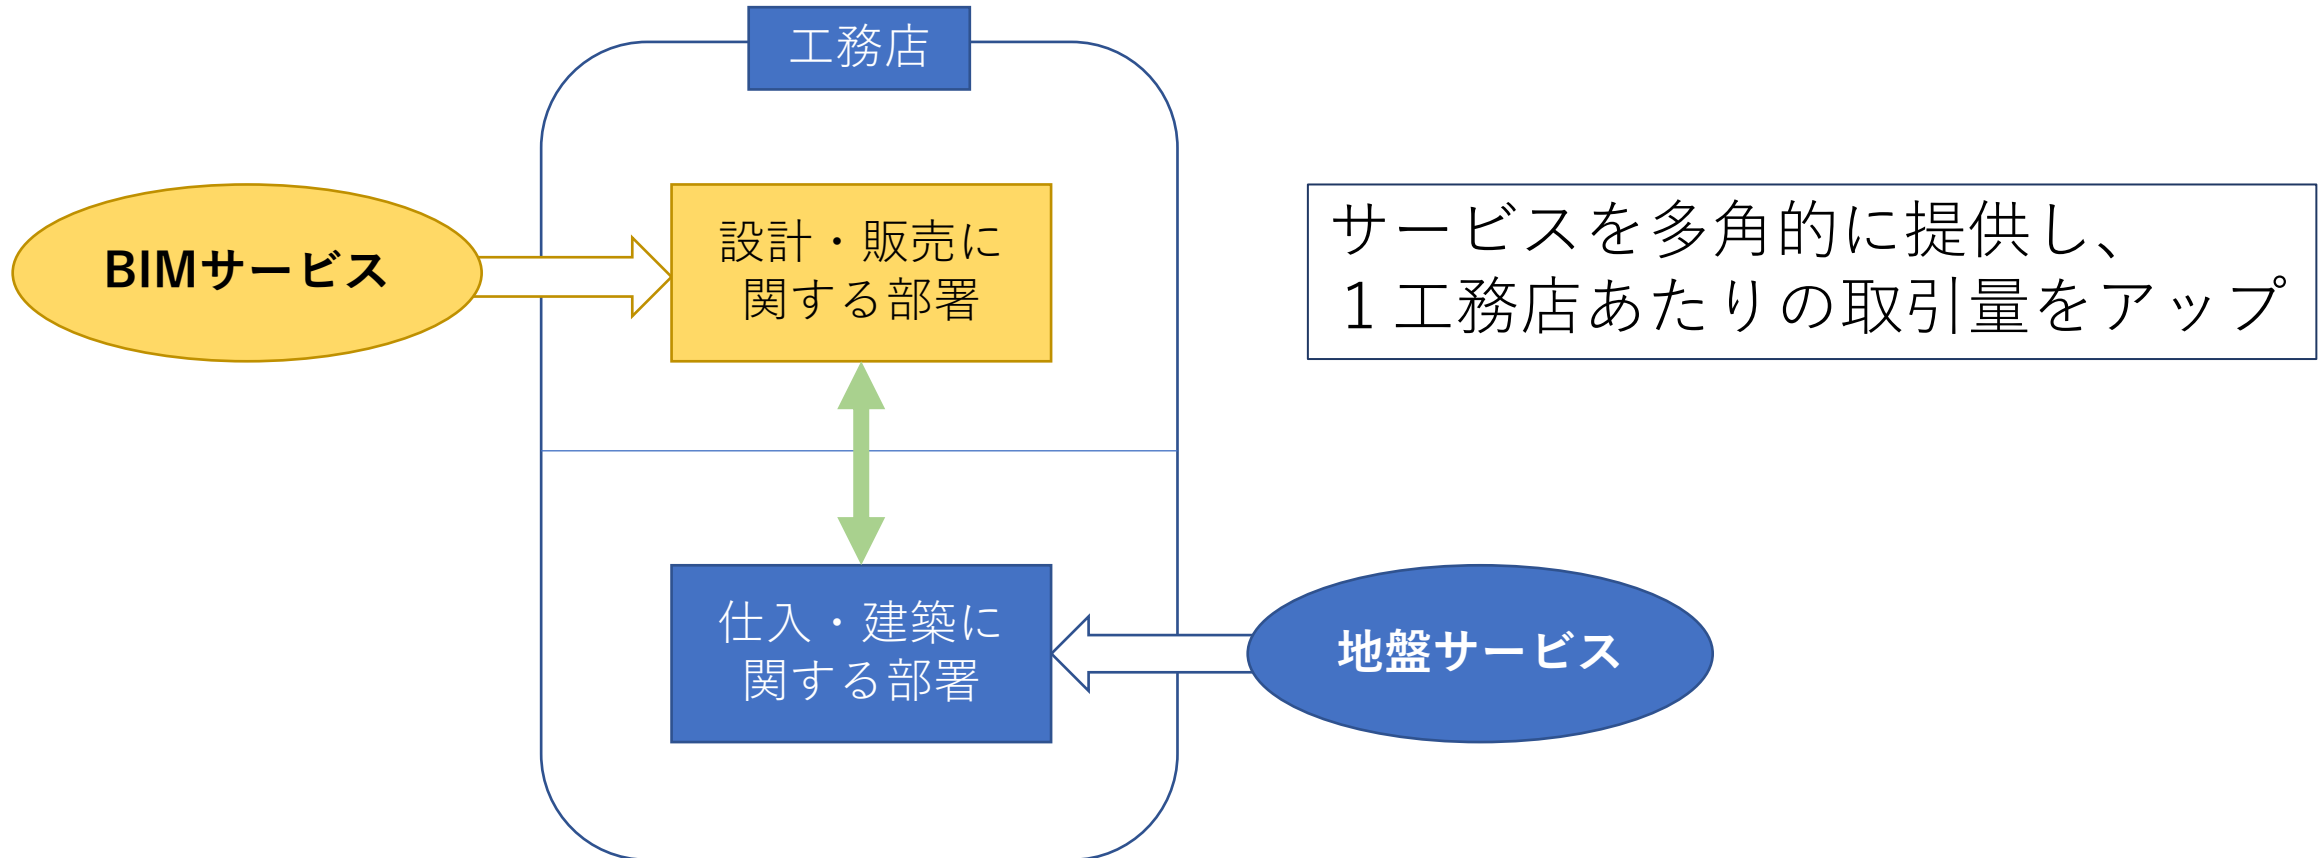 工務店
BIMサービス
設計・販売に
関する部署
サービスを多角的に提供し、
１工務店あたりの取引量をアップ
仕入・建築に
関する部署
地盤サービス